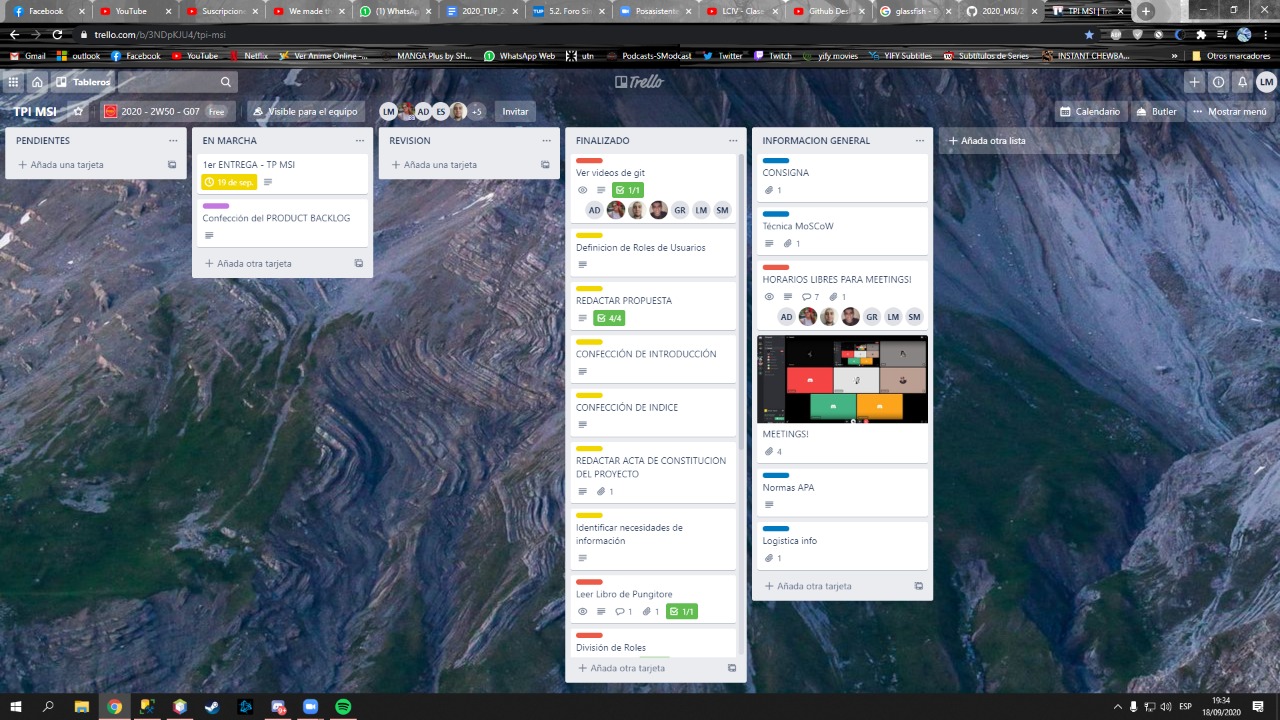 Facebook
YouTube
Suscripcione
We made th
(1) WhatsAp
2020_TUP_2
5.2. Foro Sin
Posasistente
LCIV - Clase
Github Desk
glassfish - G
2020_MSI/2
TPI MSI | Tre
trello.com/b/3NDpKJU4/tpi-msi
Gmail
outlook
Facebook
YouTube
Netflix
Ver Anime Online -...
MANGA Plus by SH...
WhatsApp Web
utn
Podcasts-SModcast
Twitter
Twitch
yify movies
YIFY Subtitles
Subtítulos de Series
INSTANT CHEWBA...
Otros marcadores
Tableros
Trello
LM
TPI MSI
2020 - 2W50 - G07
Free
Visible para el equipo
LM
AD
ES
+5
Invitar
Calendario
Butler
Mostrar menú
PENDIENTES
Añada una tarjeta
EN MARCHA
1er ENTREGA - TP MSI
19 de sep.
Confección del PRODUCT BACKLOG
Añada otra tarjeta
REVISION
Añada una tarjeta
FINALIZADO
Ver videos de git
1/1
AD GR LM SM
Definicion de Roles de Usuarios
REDACTAR PROPUESTA
4/4
CONFECCIÓN DE INTRODUCCIÓN
CONFECCIÓN DE INDICE
REDACTAR ACTA DE CONSTITUCION
DEL PROYECTO
1
Identificar necesidades de
información
Leer Libro de Pungitore
1 1 1/1
División de Roles
Añada otra tarjeta
INFORMACION GENERAL
CONSIGNA
1
Técnica MoSCoW
1
HORARIOS LIBRES PARA MEETINGS!
7 1
AD GR LM SM
MEETINGS!
4
Normas APA
Logistica info
1
Añada otra tarjeta
Añada otra lista
ESP
19:34
18/09/2020